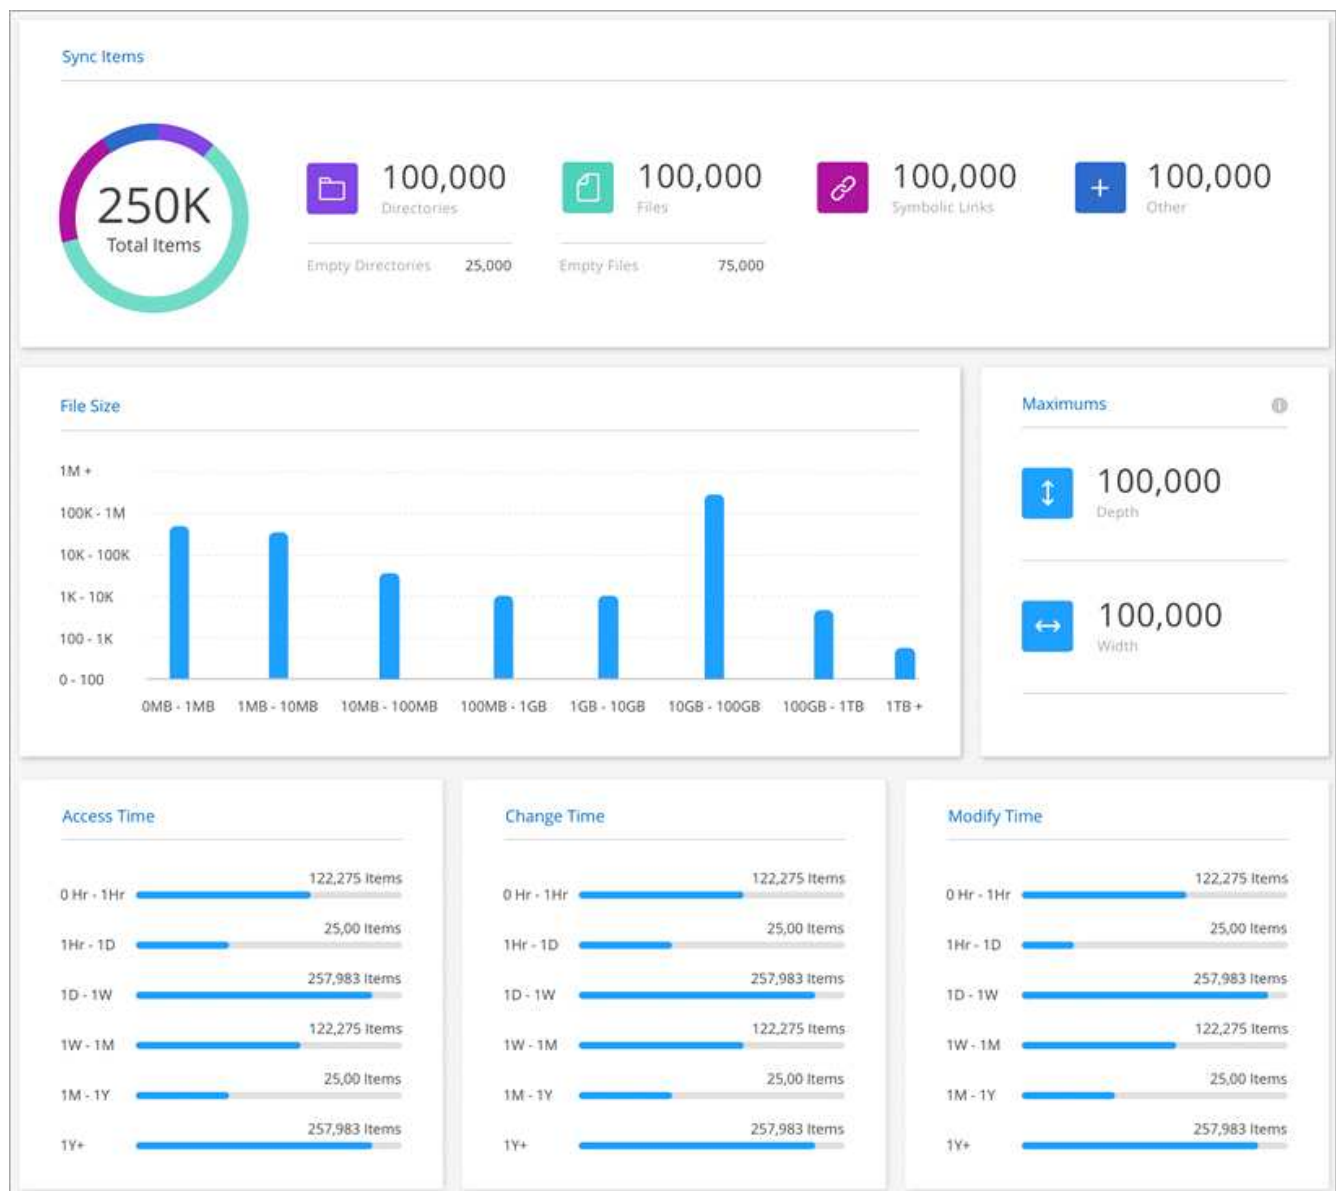 Sync Items
250K
Total Items
100,000
Directories
Empty Directories 25,000
100,000
Files
Empty Files 75,000
100,000
Symbolic Links
100,000
Other
File Size
1M +
100K - 1M
10K - 100K
1K - 10K
100 - 1K
0 - 100
0MB - 1MB 1MB - 10MB 10MB - 100MB 100MB - 1GB 1GB - 10GB 10GB - 100GB 100GB - 1TB 1TB +
Maximums
100,000
Depth
100,000
Width
Access Time
122,275 Items
0 Hr - 1Hr
25,00 Items
1Hr - 1D
257,983 Items
1D - 1W
122,275 Items
1W - 1M
25,00 Items
1M - 1Y
257,983 Items
1Y+
Change Time
122,275 Items
0 Hr - 1Hr
25,00 Items
1Hr - 1D
257,983 Items
1D - 1W
122,275 Items
1W - 1M
25,00 Items
1M - 1Y
257,983 Items
1Y+
Modify Time
122,275 Items
0 Hr - 1Hr
25,00 Items
1Hr - 1D
257,983 Items
1D - 1W
122,275 Items
1W - 1M
25,00 Items
1M - 1Y
257,983 Items
1Y+